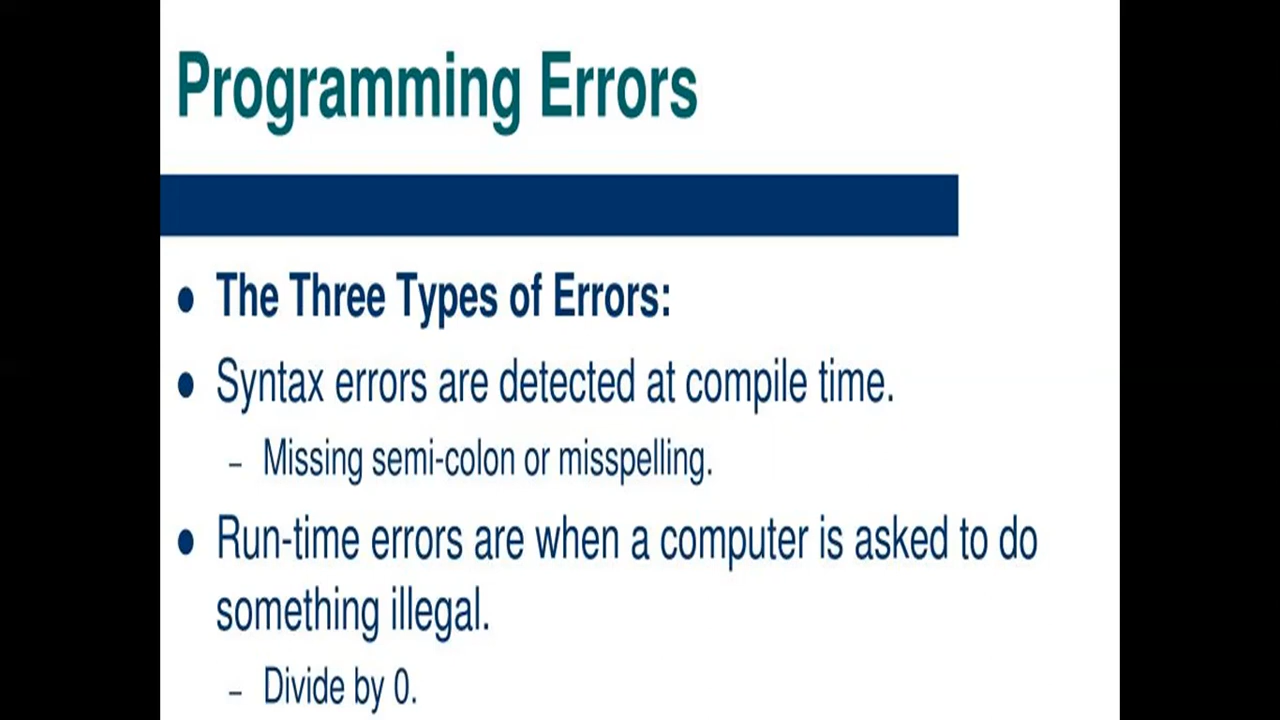 Programming Errors
● The Three Types of Errors:
● Syntax errors are detected at compile time.
– Missing semi-colon or misspelling.
● Run-time errors are when a computer is asked to do
something illegal.
– Divide by 0.